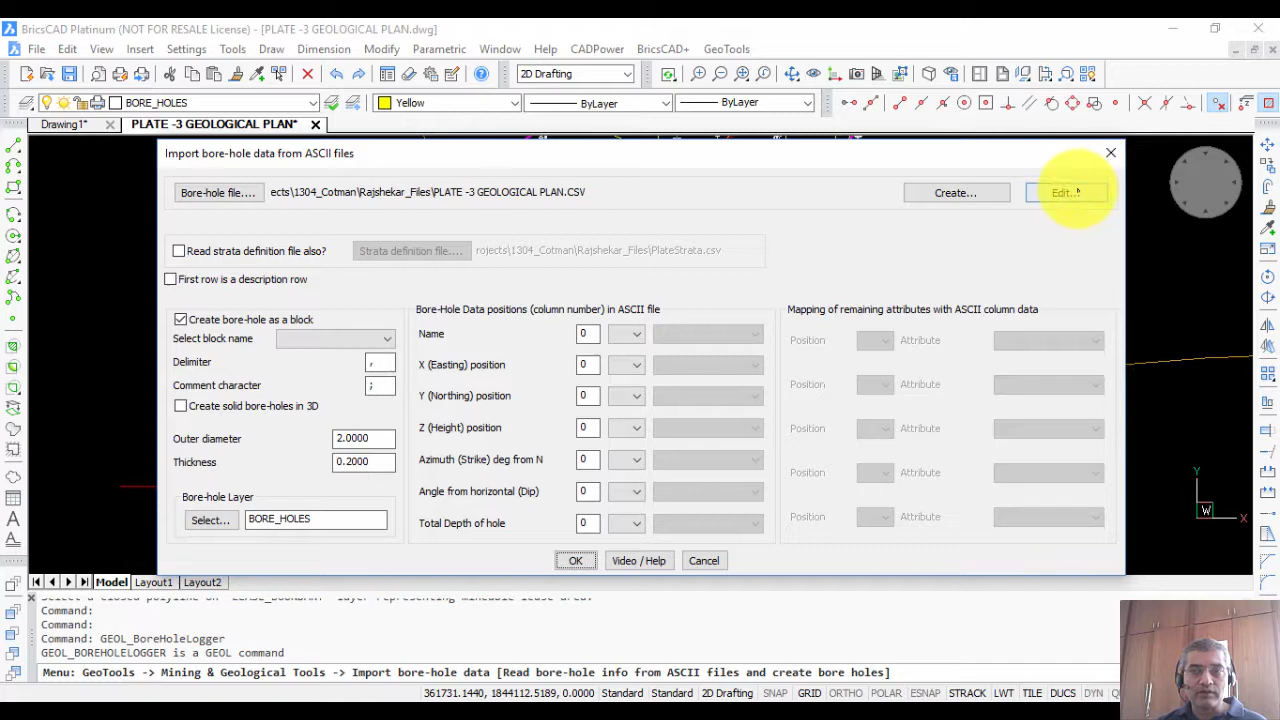 BricsCAD Platinum (NOT FOR RESALE License) - [PLATE -3 GEOLOGICAL PLAN.dwg]
File Edit View Insert Settings Tools Draw Dimension Modify Parametric Window Help CADPower BricsCAD+ GeoTools
2D Drafting
BORE_HOLES Yellow ByLayer ByLayer
Drawing1* PLATE -3 GEOLOGICAL PLAN*
Import bore-hole data from ASCII files
Bore-hole file.... ects\1304_Cotman\Rajshekar_Files\PLATE -3 GEOLOGICAL PLAN.CSV Create... Edit...
Read strata definition file also? Strata definition file.... rojects\1304_Cotman\Rajshekar_Files\PlateStrata.csv
First row is a description row
Create bore-hole as a block
Select block name
Delimiter ,
Comment character ;
Create solid bore-holes in 3D
Outer diameter 2.0000
Thickness 0.2000
Bore-hole Layer
Select... BORE_HOLES
Bore-Hole Data positions (column number) in ASCII file
Name 0
X (Easting) position 0
Y (Northing) position 0
Z (Height) position 0
Azimuth (Strike) deg from N 0
Angle from horizontal (Dip) 0
Total Depth of hole 0
Mapping of remaining attributes with ASCII column data
Position Attribute
Position Attribute
Position Attribute
Position Attribute
Position Attribute
OK Video / Help Cancel
Y
W X
Model Layout1 Layout2
Command:
Command:
Command: GEOL_BoreHoleLogger
GEOL_BOREHOLELOGGER is a GEOL command
Menu: GeoTools -> Mining & Geological Tools -> Import bore-hole data [Read bore-hole info from ASCII files and create bore holes]
361731.1440, 1844112.5189, 0.0000 Standard Standard 2D Drafting SNAP GRID ORTHO POLAR ESNAP STRACK LWT TILE DUCS DYN